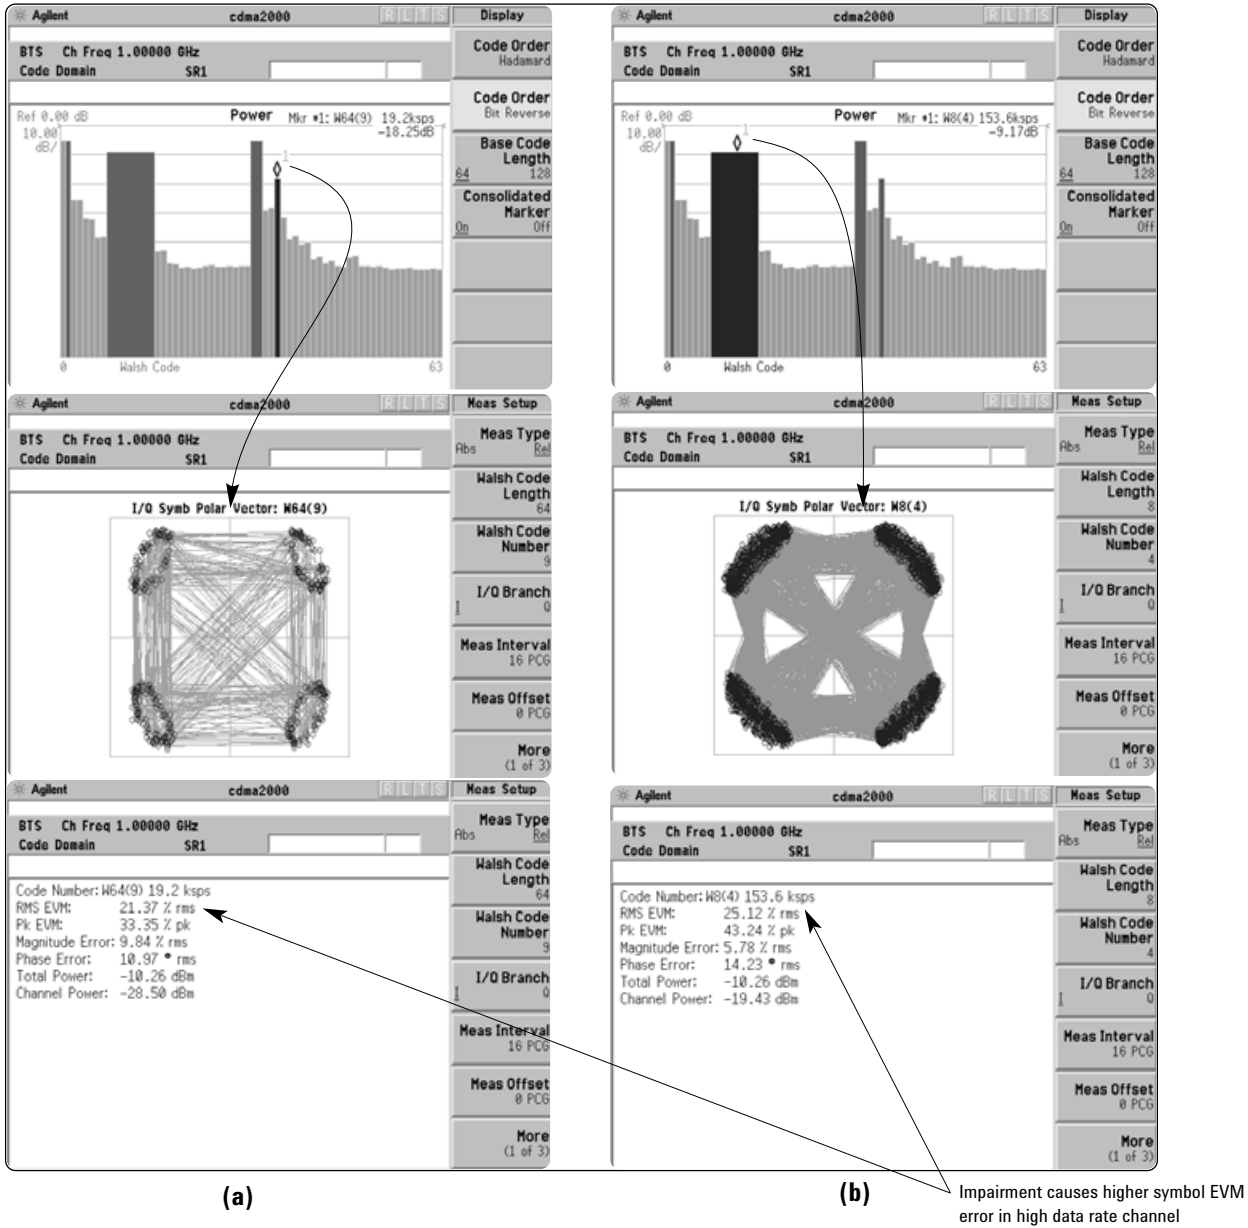 Agilent cdma2000 R L T S Display
BTS Ch Freq 1.00000 GHz
Code Domain SR1
Ref 0.00 dB
10.00
dB/
Power
Mkr #1: W64(9) 19.2ksps
-18.25dB
1
0 Walsh Code 63
Code Order
Hadamard
Code Order
Bit Reverse
Base Code
Length
64 128
Consolidated
Marker
On Off
Agilent cdma2000 R L T S Meas Setup
BTS Ch Freq 1.00000 GHz
Code Domain SR1
I/Q Symb Polar Vector: W64(9)
Meas Type
Abs Rel
Walsh Code
Length
64
Walsh Code
Number
9
I/Q Branch
I Q
Meas Interval
16 PCG
Meas Offset
0 PCG
More
(1 of 3)
Agilent cdma2000 R L T S Meas Setup
BTS Ch Freq 1.00000 GHz
Code Domain SR1
Code Number: W64(9) 19.2 ksps
RMS EVM: 21.37 % rms
Pk EVM: 33.35 % pk
Magnitude Error: 9.84 % rms
Phase Error: 10.97 ° rms
Total Power: -10.26 dBm
Channel Power: -28.50 dBm
Meas Type
Abs Rel
Walsh Code
Length
64
Walsh Code
Number
9
I/Q Branch
I Q
Meas Interval
16 PCG
Meas Offset
0 PCG
More
(1 of 3)
(a)
Agilent cdma2000 R L T S Display
BTS Ch Freq 1.00000 GHz
Code Domain SR1
Ref 0.00 dB
10.00
dB/
Power
Mkr #1: W8(4) 153.6ksps
-9.17dB
1
0 Walsh Code 63
Code Order
Hadamard
Code Order
Bit Reverse
Base Code
Length
64 128
Consolidated
Marker
On Off
Agilent cdma2000 R L T S Meas Setup
BTS Ch Freq 1.00000 GHz
Code Domain SR1
I/Q Symb Polar Vector: W8(4)
Meas Type
Abs Rel
Walsh Code
Length
8
Walsh Code
Number
4
I/Q Branch
I Q
Meas Interval
16 PCG
Meas Offset
0 PCG
More
(1 of 3)
Agilent cdma2000 R L T S Meas Setup
BTS Ch Freq 1.00000 GHz
Code Domain SR1
Code Number: W8(4) 153.6 ksps
RMS EVM: 25.12 % rms
Pk EVM: 43.24 % pk
Magnitude Error: 5.78 % rms
Phase Error: 14.23 ° rms
Total Power: -10.26 dBm
Channel Power: -19.43 dBm
Meas Type
Abs Rel
Walsh Code
Length
8
Walsh Code
Number
4
I/Q Branch
I Q
Meas Interval
16 PCG
Meas Offset
0 PCG
More
(1 of 3)
(b)
Impairment causes higher symbol EVM
error in high data rate channel